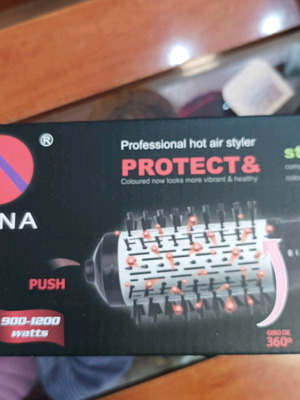 ®
NA
Professional hot air styler
PROTECT&
Coloured now looks more vibrant & healthy
st
PUSH
900-1200
watts
GIRO DE
360º